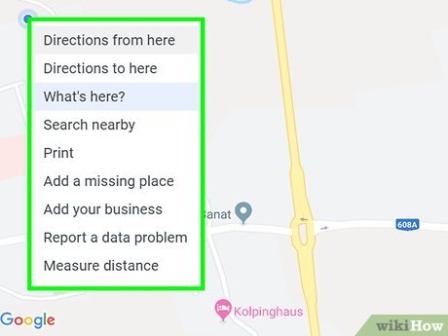 Directions from here
Directions to here
What's here?
Search nearby
Print
Add a missing place
Add your business
Report a data problem
Measure distance
anat
608A
Kolpinghaus
Google
wikiHow